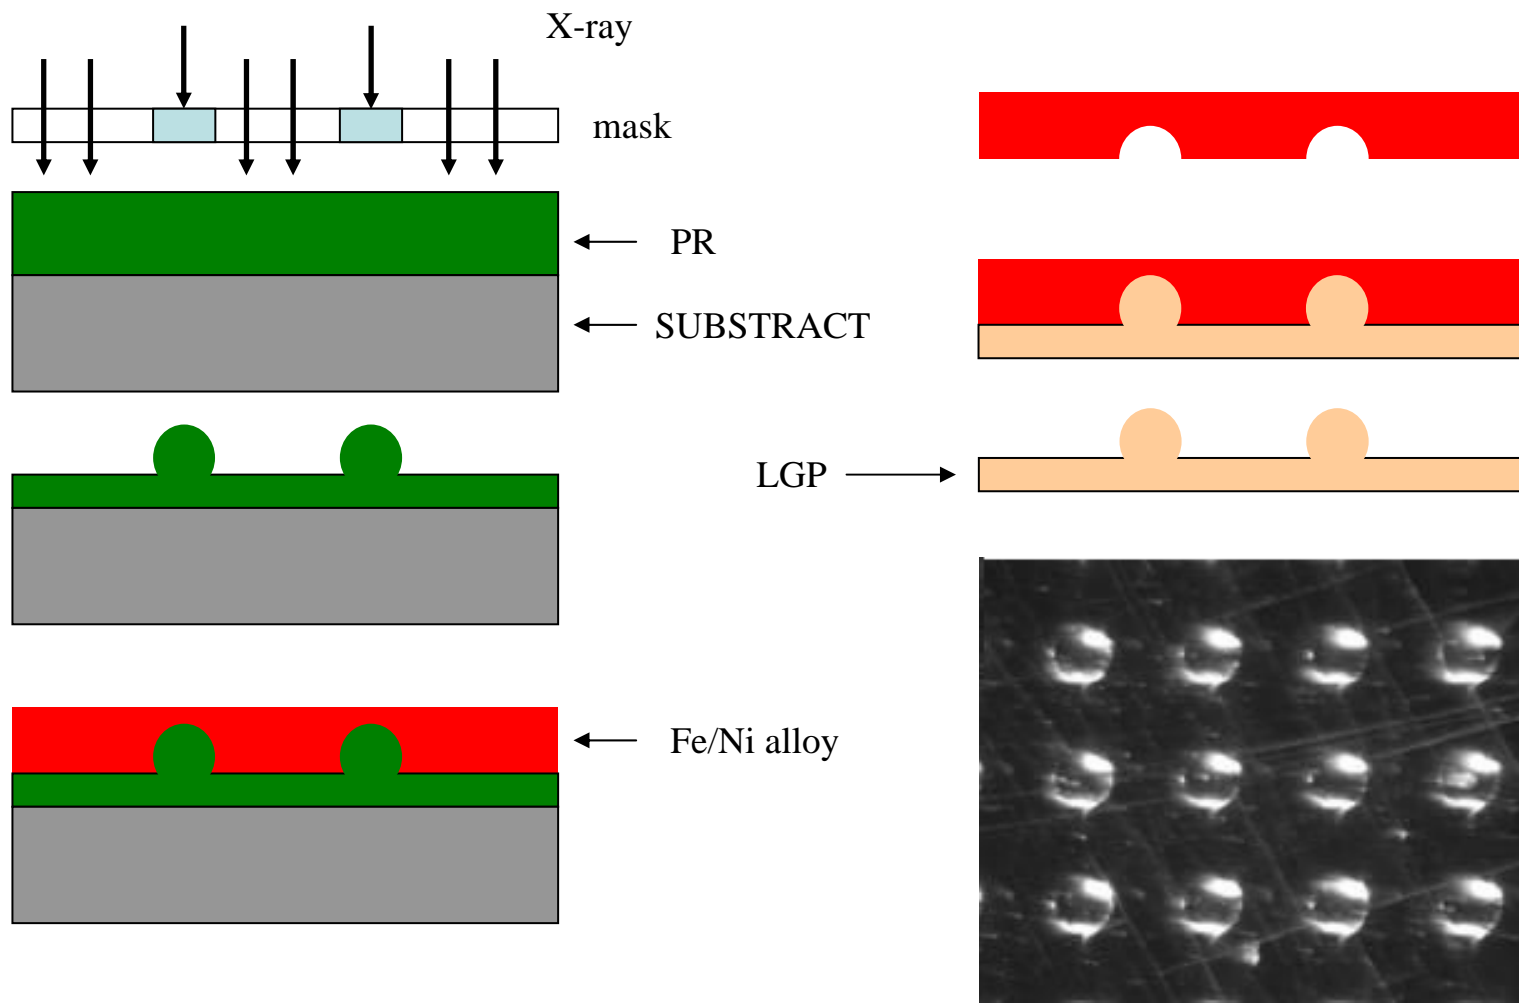 X-ray
mask
PR
SUBSTRACT
Fe/Ni alloy
LGP